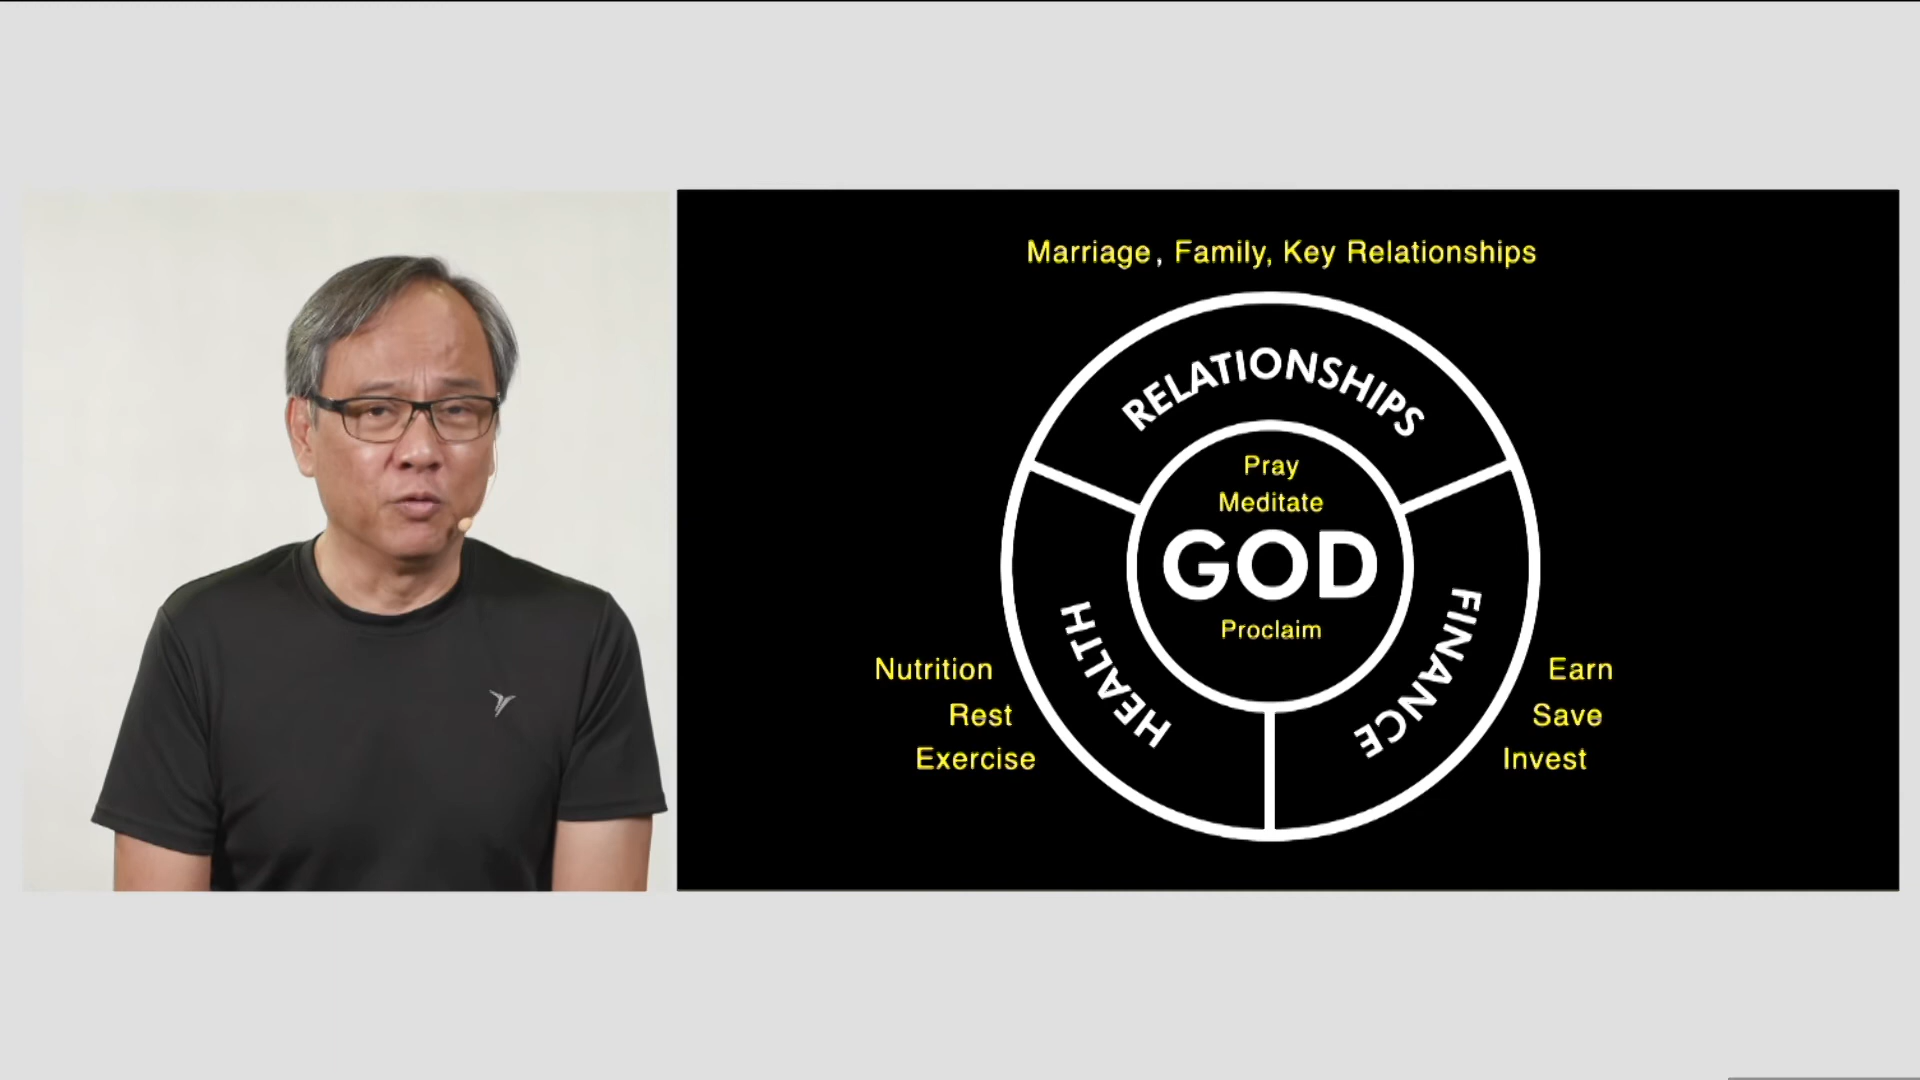 Marriage, Family, Key Relationships
RELATIONSHIPS
Pray
Meditate
GOD
Proclaim
HEALTH
FINANCE
Nutrition
Rest
Exercise
Earn
Save
Invest